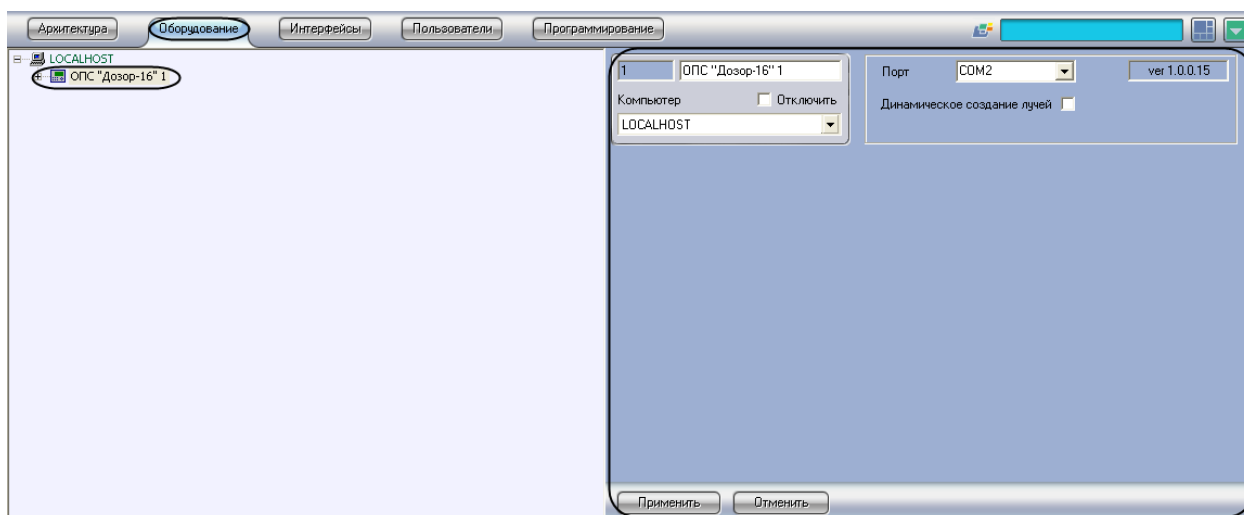 Архитектура Оборудование Интерфейсы Пользователи Программирование
LOCALHOST
ОПС "Дозор-16" 1
1 ОПС "Дозор-16" 1
Компьютер Отключить
LOCALHOST
Порт COM2 ver 1.0.0.15
Динамическое создание лучей
Применить Отменить